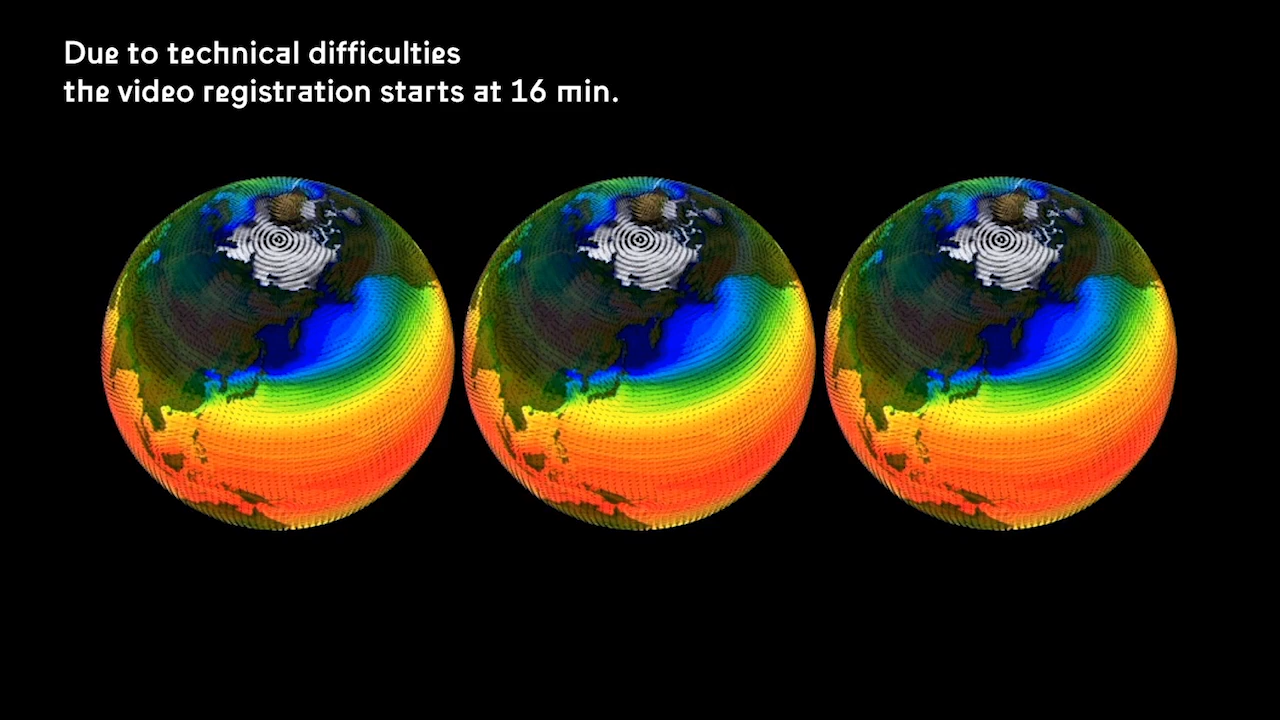 Due to technical difficulties
the video registration starts at 16 min.